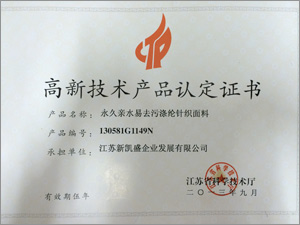 高新技术产品认定证书
产品名称: 永久亲水易去污涤纶针织面料
产品编号: 130581G1149N
承担单位: 江苏新凯盛企业发展有限公司
江苏省科学技术厅
有效期伍年
二〇一三年九月